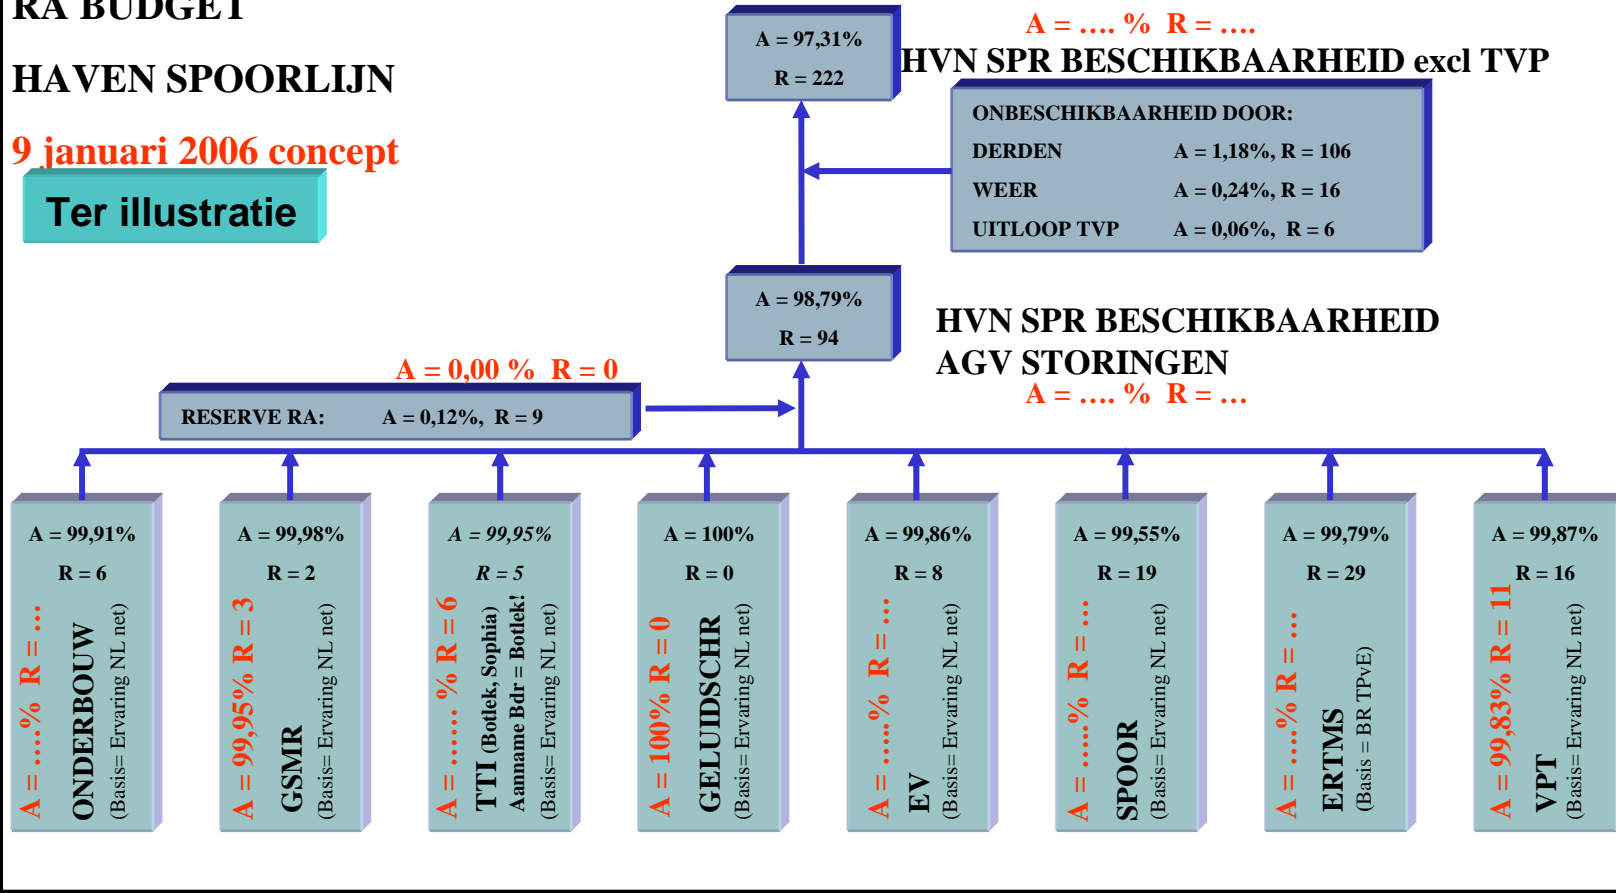 RA BUDGET
HAVEN SPOORLIJN
9 januari 2006 concept
Ter illustratie
A = 97,31%
R = 222
A = …. %  R = ….
HVN SPR BESCHIKBAARHEID excl TVP
ONBESCHIKBAARHEID DOOR:
DERDEN A = 1,18%, R = 106
WEER A = 0,24%, R = 16
UITLOOP TVP A = 0,06%,  R = 6
A = 98,79%
R = 94
HVN SPR BESCHIKBAARHEID
AGV STORINGEN
A = …. %  R = …
A = 0,00 %  R = 0
RESERVE RA: A = 0,12%,  R = 9
A = 99,91%
R = 6
A = ….%  R = …
ONDERBOUW
(Basis= Ervaring NL net)
A = 99,98%
R = 2
A = 99,95%  R = 3
GSMR
(Basis= Ervaring NL net)
A = 99,95%
R = 5
A = …… % R = 6
TTI (Botlek, Sophia)
Aanname Bdr = Botlek!
(Basis= Ervaring NL net)
A = 100%
R = 0
A = 100% R = 0
GELUIDSCHR
(Basis= Ervaring NL net)
A = 99,86%
R = 8
A = …..%  R = …
EV
(Basis= Ervaring NL net)
A = 99,55%
R = 19
A = …..%  R = …
SPOOR
(Basis= Ervaring NL net)
A = 99,79%
R = 29
A = ….% R = …
ERTMS
(Basis = BR TPvE)
A = 99,87%
R = 16
A = 99,83% R = 11
VPT
(Basis= Ervaring NL net)